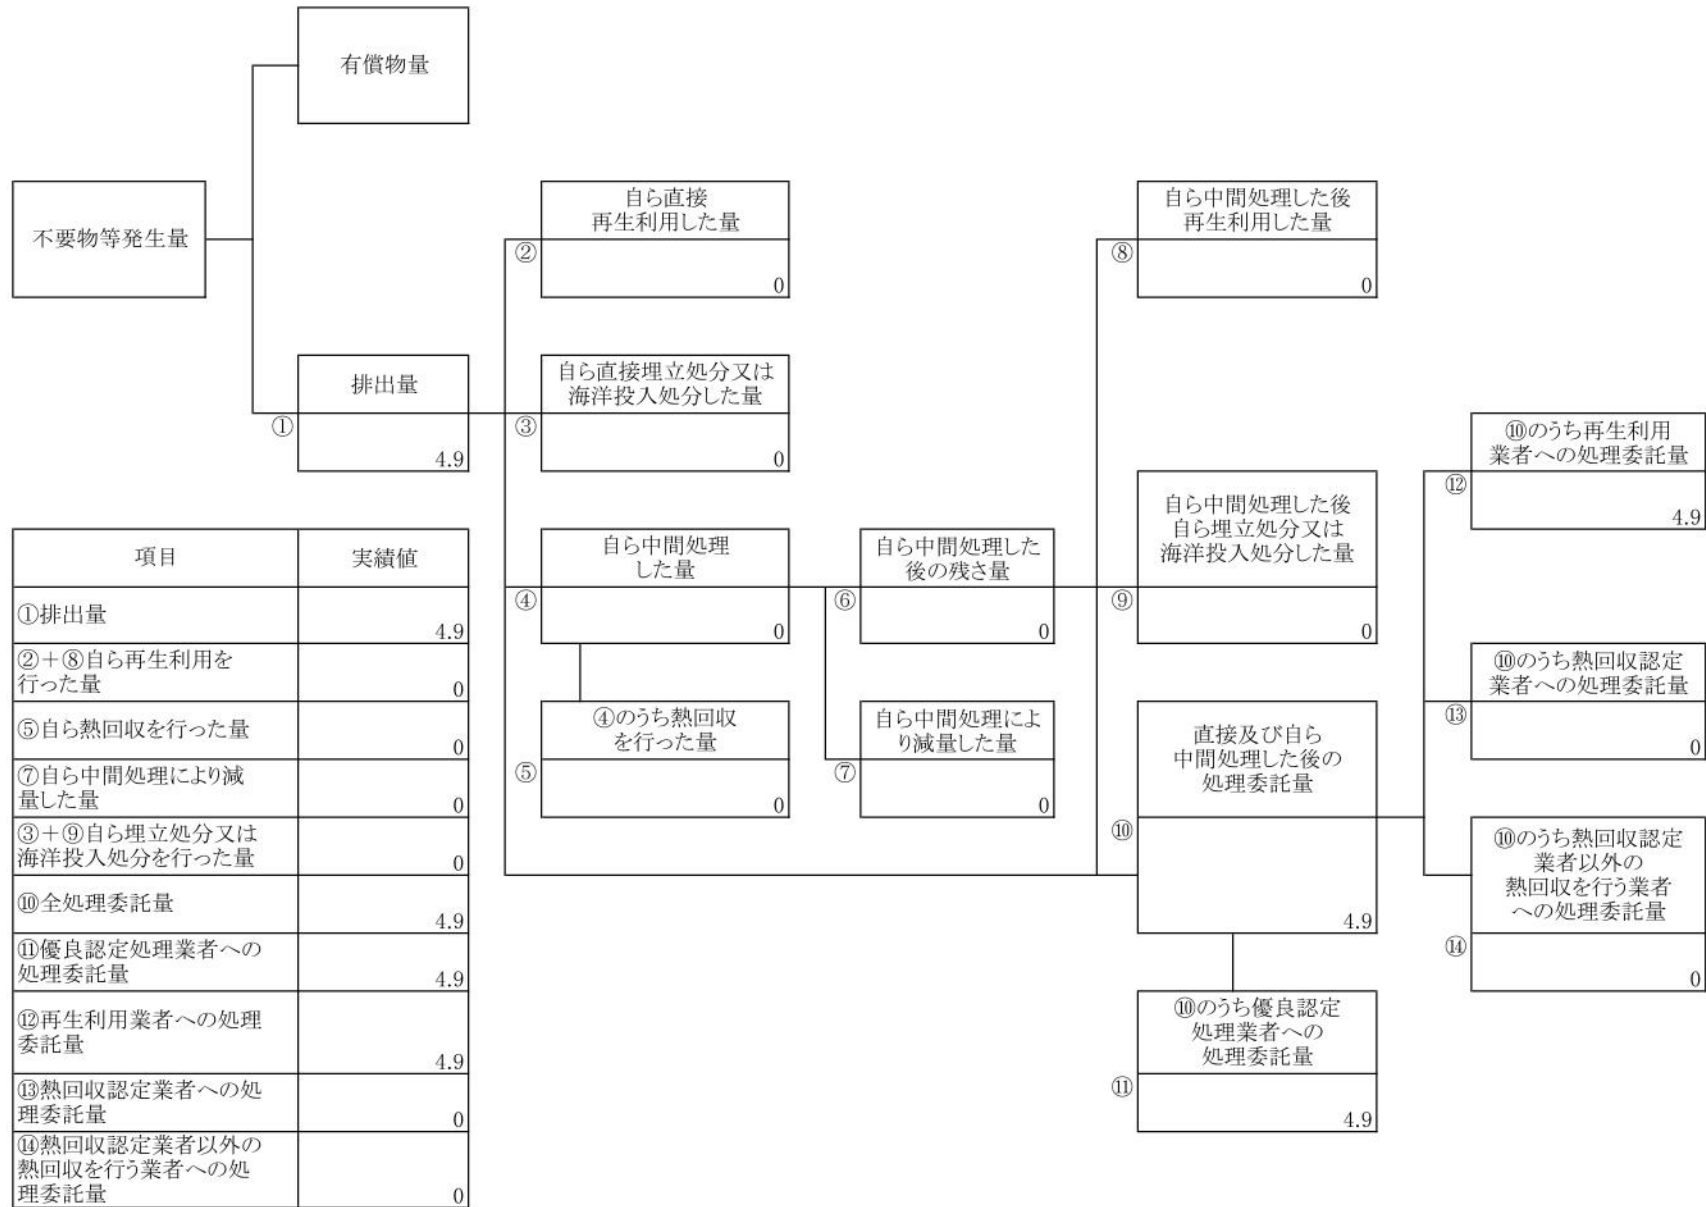 有償物量
不要物等発生量
自ら直接
再生利用した量
②
0
自ら中間処理した後
再生利用した量
⑧
0
排出量
①
4.9
自ら直接埋立処分又は
海洋投入処分した量
③
0
⑩のうち再生利用
業者への処理委託量
⑫
4.9
自ら中間処理
した量
④
0
自ら中間処理した
後の残さ量
⑥
0
自ら中間処理した後
自ら埋立処分又は
海洋投入処分した量
⑨
0
⑩のうち熱回収認定
業者への処理委託量
⑬
0
④のうち熱回収
を行った量
⑤
0
自ら中間処理によ
り減量した量
⑦
0
直接及び自ら
中間処理した後の
処理委託量
⑩
4.9
⑩のうち熱回収認定
業者以外の
熱回収を行う業者
への処理委託量
⑭
0
⑩のうち優良認定
処理業者への
処理委託量
⑪
4.9
項目 実績値
①排出量
4.9
②+⑧自ら再生利用を
行った量
0
⑤自ら熱回収を行った量
0
⑦自ら中間処理により減
量した量
0
③+⑨自ら埋立処分又は
海洋投入処分を行った量
0
⑩全処理委託量
4.9
⑪優良認定処理業者への
処理委託量
4.9
⑫再生利用業者への処理
委託量
4.9
⑬熱回収認定業者への処
理委託量
0
⑭熱回収認定業者以外の
熱回収を行う業者への処
理委託量
0